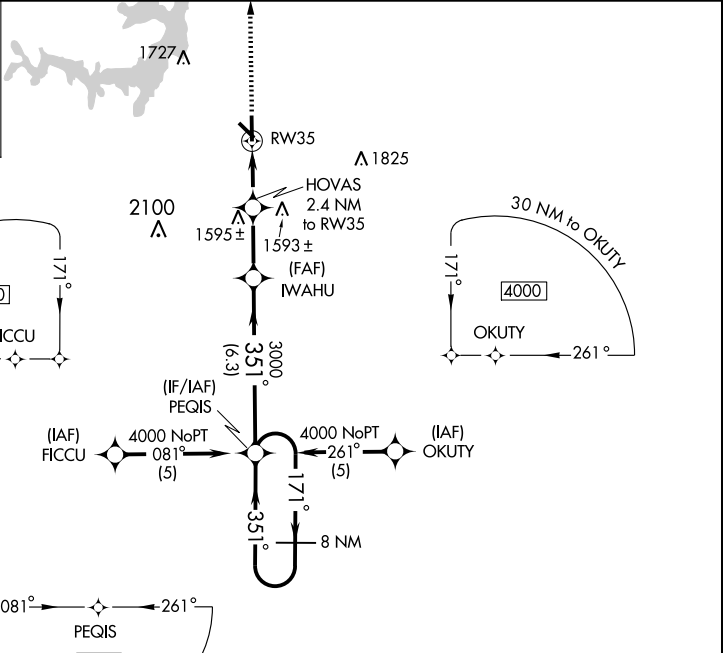 1727
RW35
1825
HOVAS
2.4 NM
to RW35
2100
1595 ±
1593 ±
(FAF)
IWAHU
30 NM to OKUTY
171°
4000
OKUTY
261°
171°
ICCU
3000
351°
(6.3)
(IF/IAF)
PEQIS
(IAF)
FICCU
4000 NoPT
081°
(5)
4000 NoPT
261°
(5)
(IAF)
OKUTY
171°
351°
8 NM
081°
261°
PEQIS